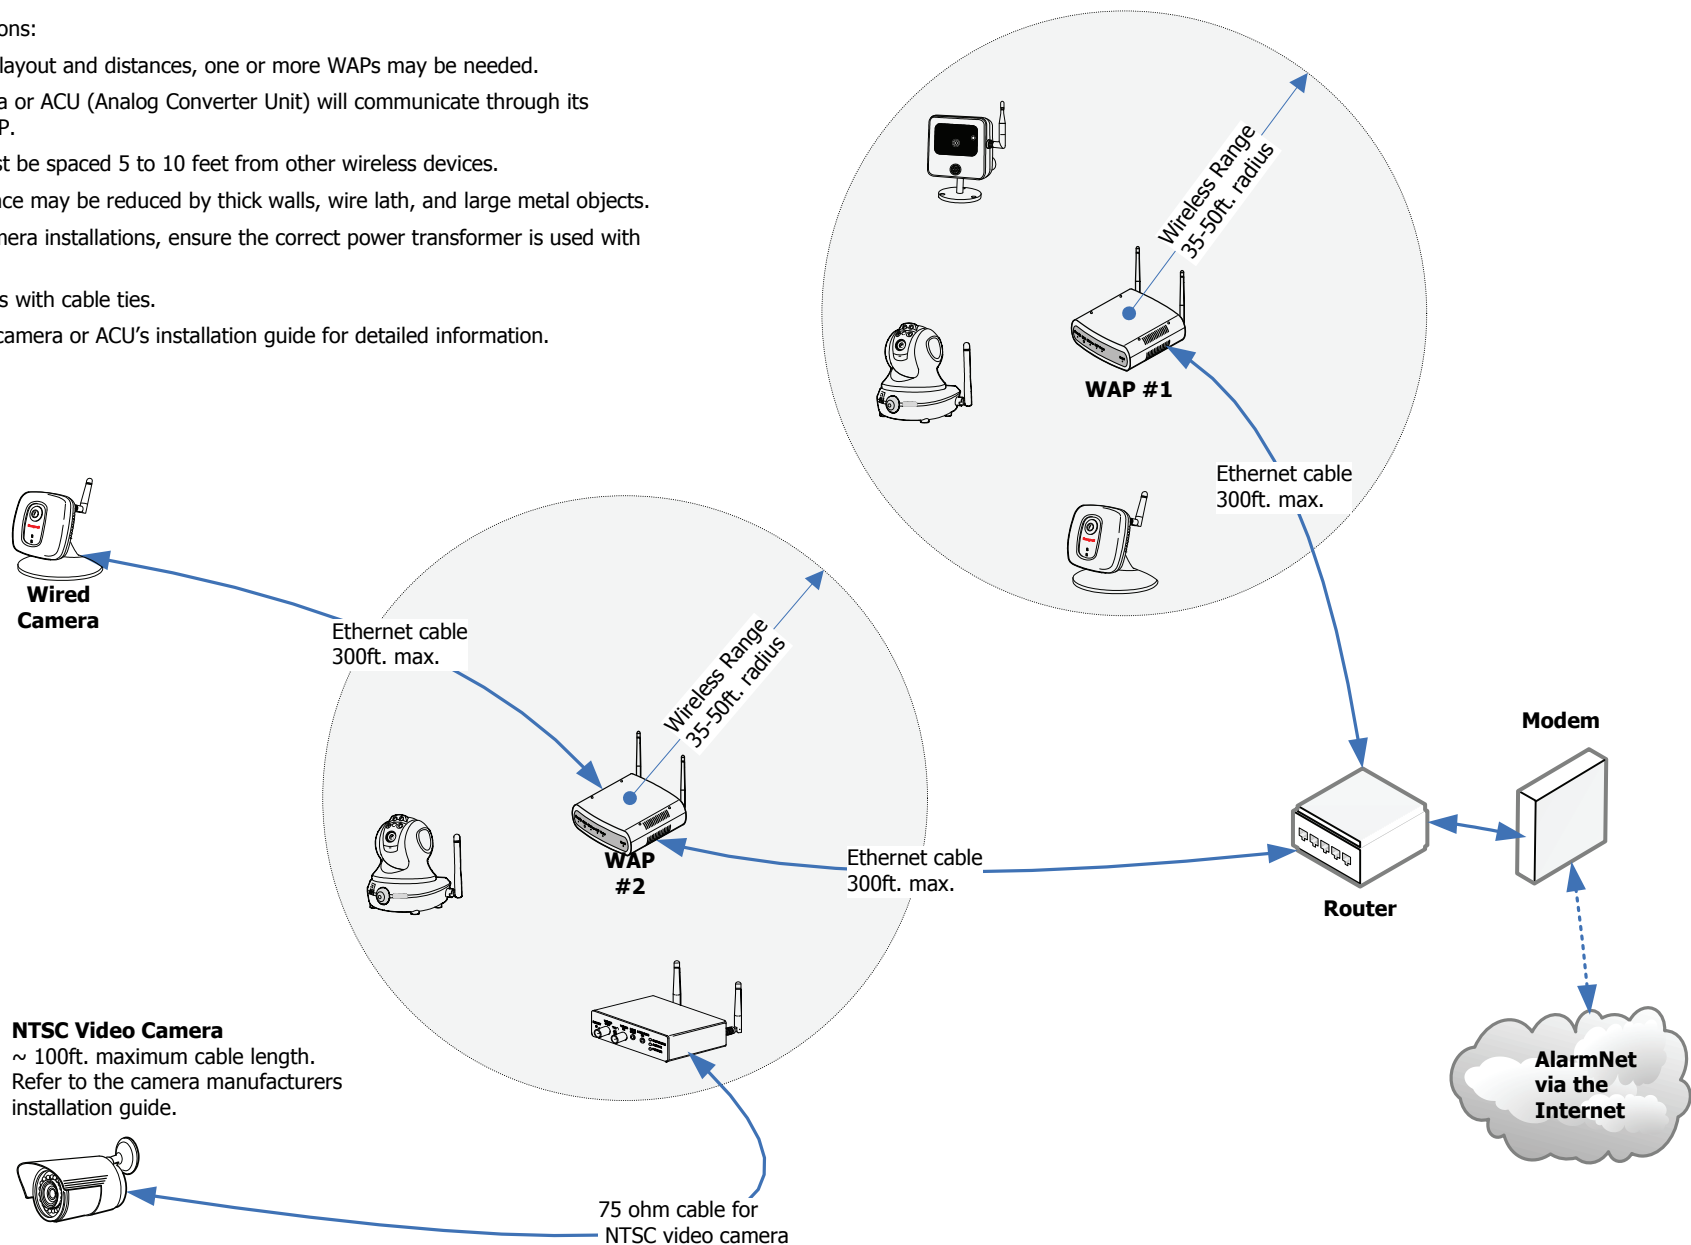 ons:
layout and distances, one or more WAPs may be needed.
a or ACU (Analog Converter Unit) will communicate through its
P.
st be spaced 5 to 10 feet from other wireless devices.
nce may be reduced by thick walls, wire lath, and large metal objects.
mera installations, ensure the correct power transformer is used with
s with cable ties.
camera or ACU’s installation guide for detailed information.
Wireless Range
35-50ft. radius
WAP #1
Ethernet cable
300ft. max.
Wired
Camera
Ethernet cable
300ft. max.
Wireless Range
35-50ft. radius
WAP
#2
Ethernet cable
300ft. max.
Modem
Router
NTSC Video Camera
~ 100ft. maximum cable length.
Refer to the camera manufacturers
installation guide.
AlarmNet
via the
Internet
75 ohm cable for
NTSC video camera